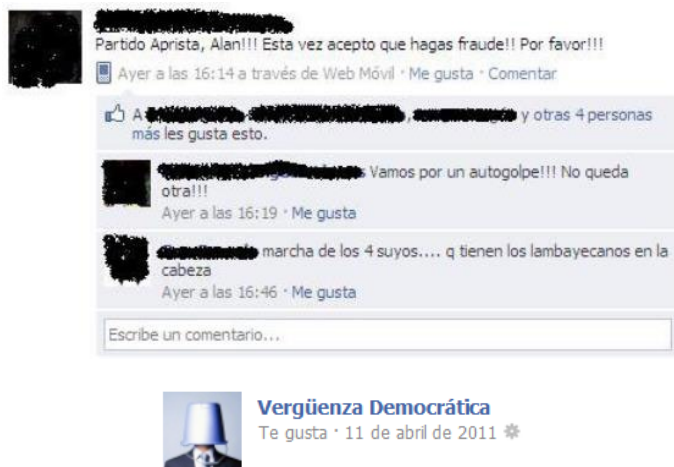 Partido Aprista, Alan!!! Esta vez acepto que hagas fraude!! Por favor!!!
Ayer a las 16:14 a través de Web Móvil · Me gusta · Comentar
A , y otras 4 personas
más les gusta esto.
Vamos por un autogolpe!!! No queda
otra!!!
Ayer a las 16:19 · Me gusta
marcha de los 4 suyos.... q tienen los lambayecanos en la
cabeza
Ayer a las 16:46 · Me gusta
Escribe un comentario...
Vergüenza Democrática
Te gusta · 11 de abril de 2011